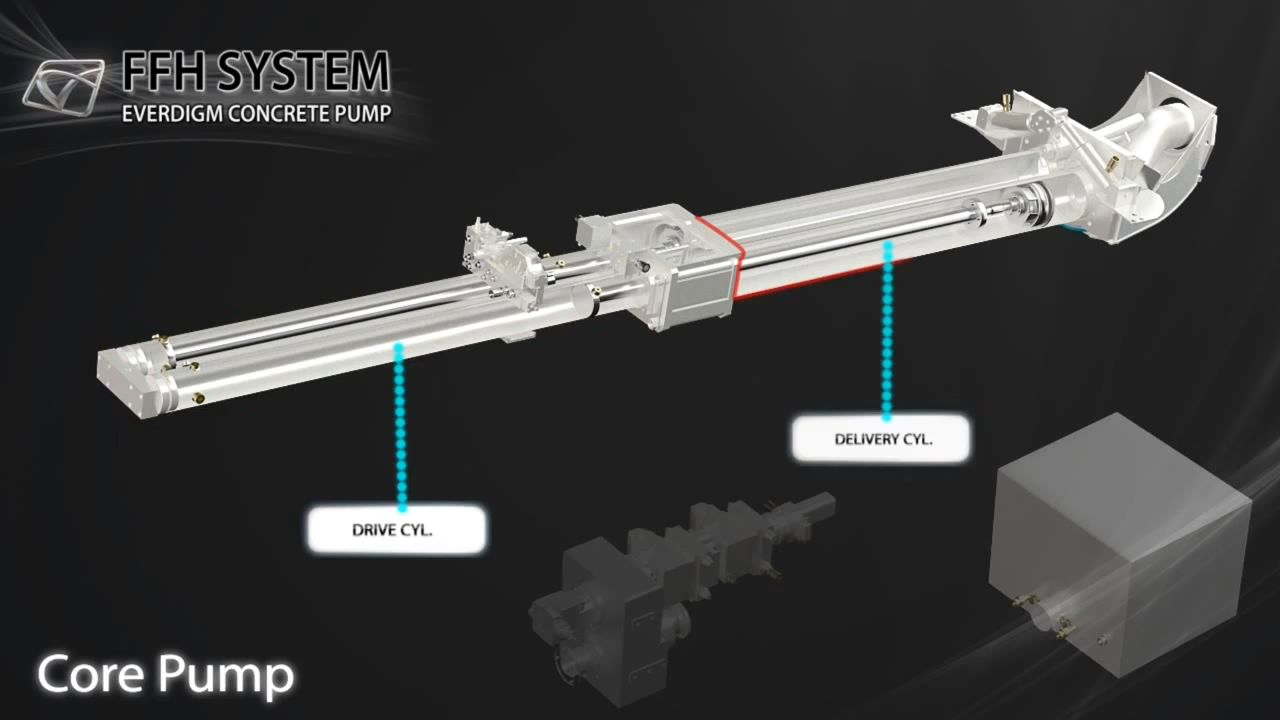 FFH SYSTEM
EVERDIGM CONCRETE PUMP
DELIVERY CYL.
DRIVE CYL.
Core Pump